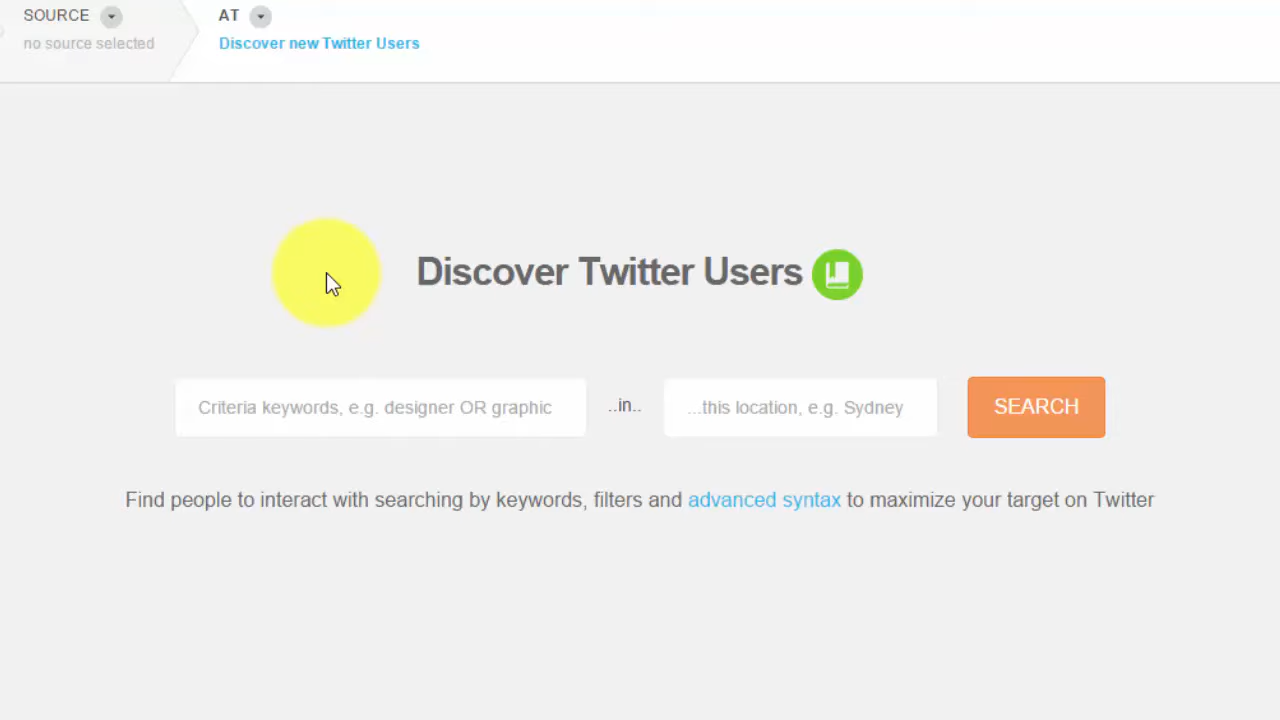 SOURCE
no source selected
AT
Discover new Twitter Users
Discover Twitter Users
Criteria keywords, e.g. designer OR graphic
..in..
...this location, e.g. Sydney
SEARCH
Find people to interact with searching by keywords, filters and advanced syntax to maximize your target on Twitter